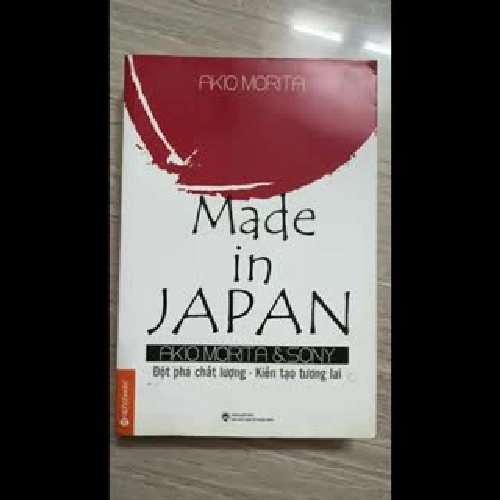 AKIO MORITA
Made
in
JAPAN
AKIO MORITA & SONY
Đột phá chất lượng - Kiến tạo tương lai